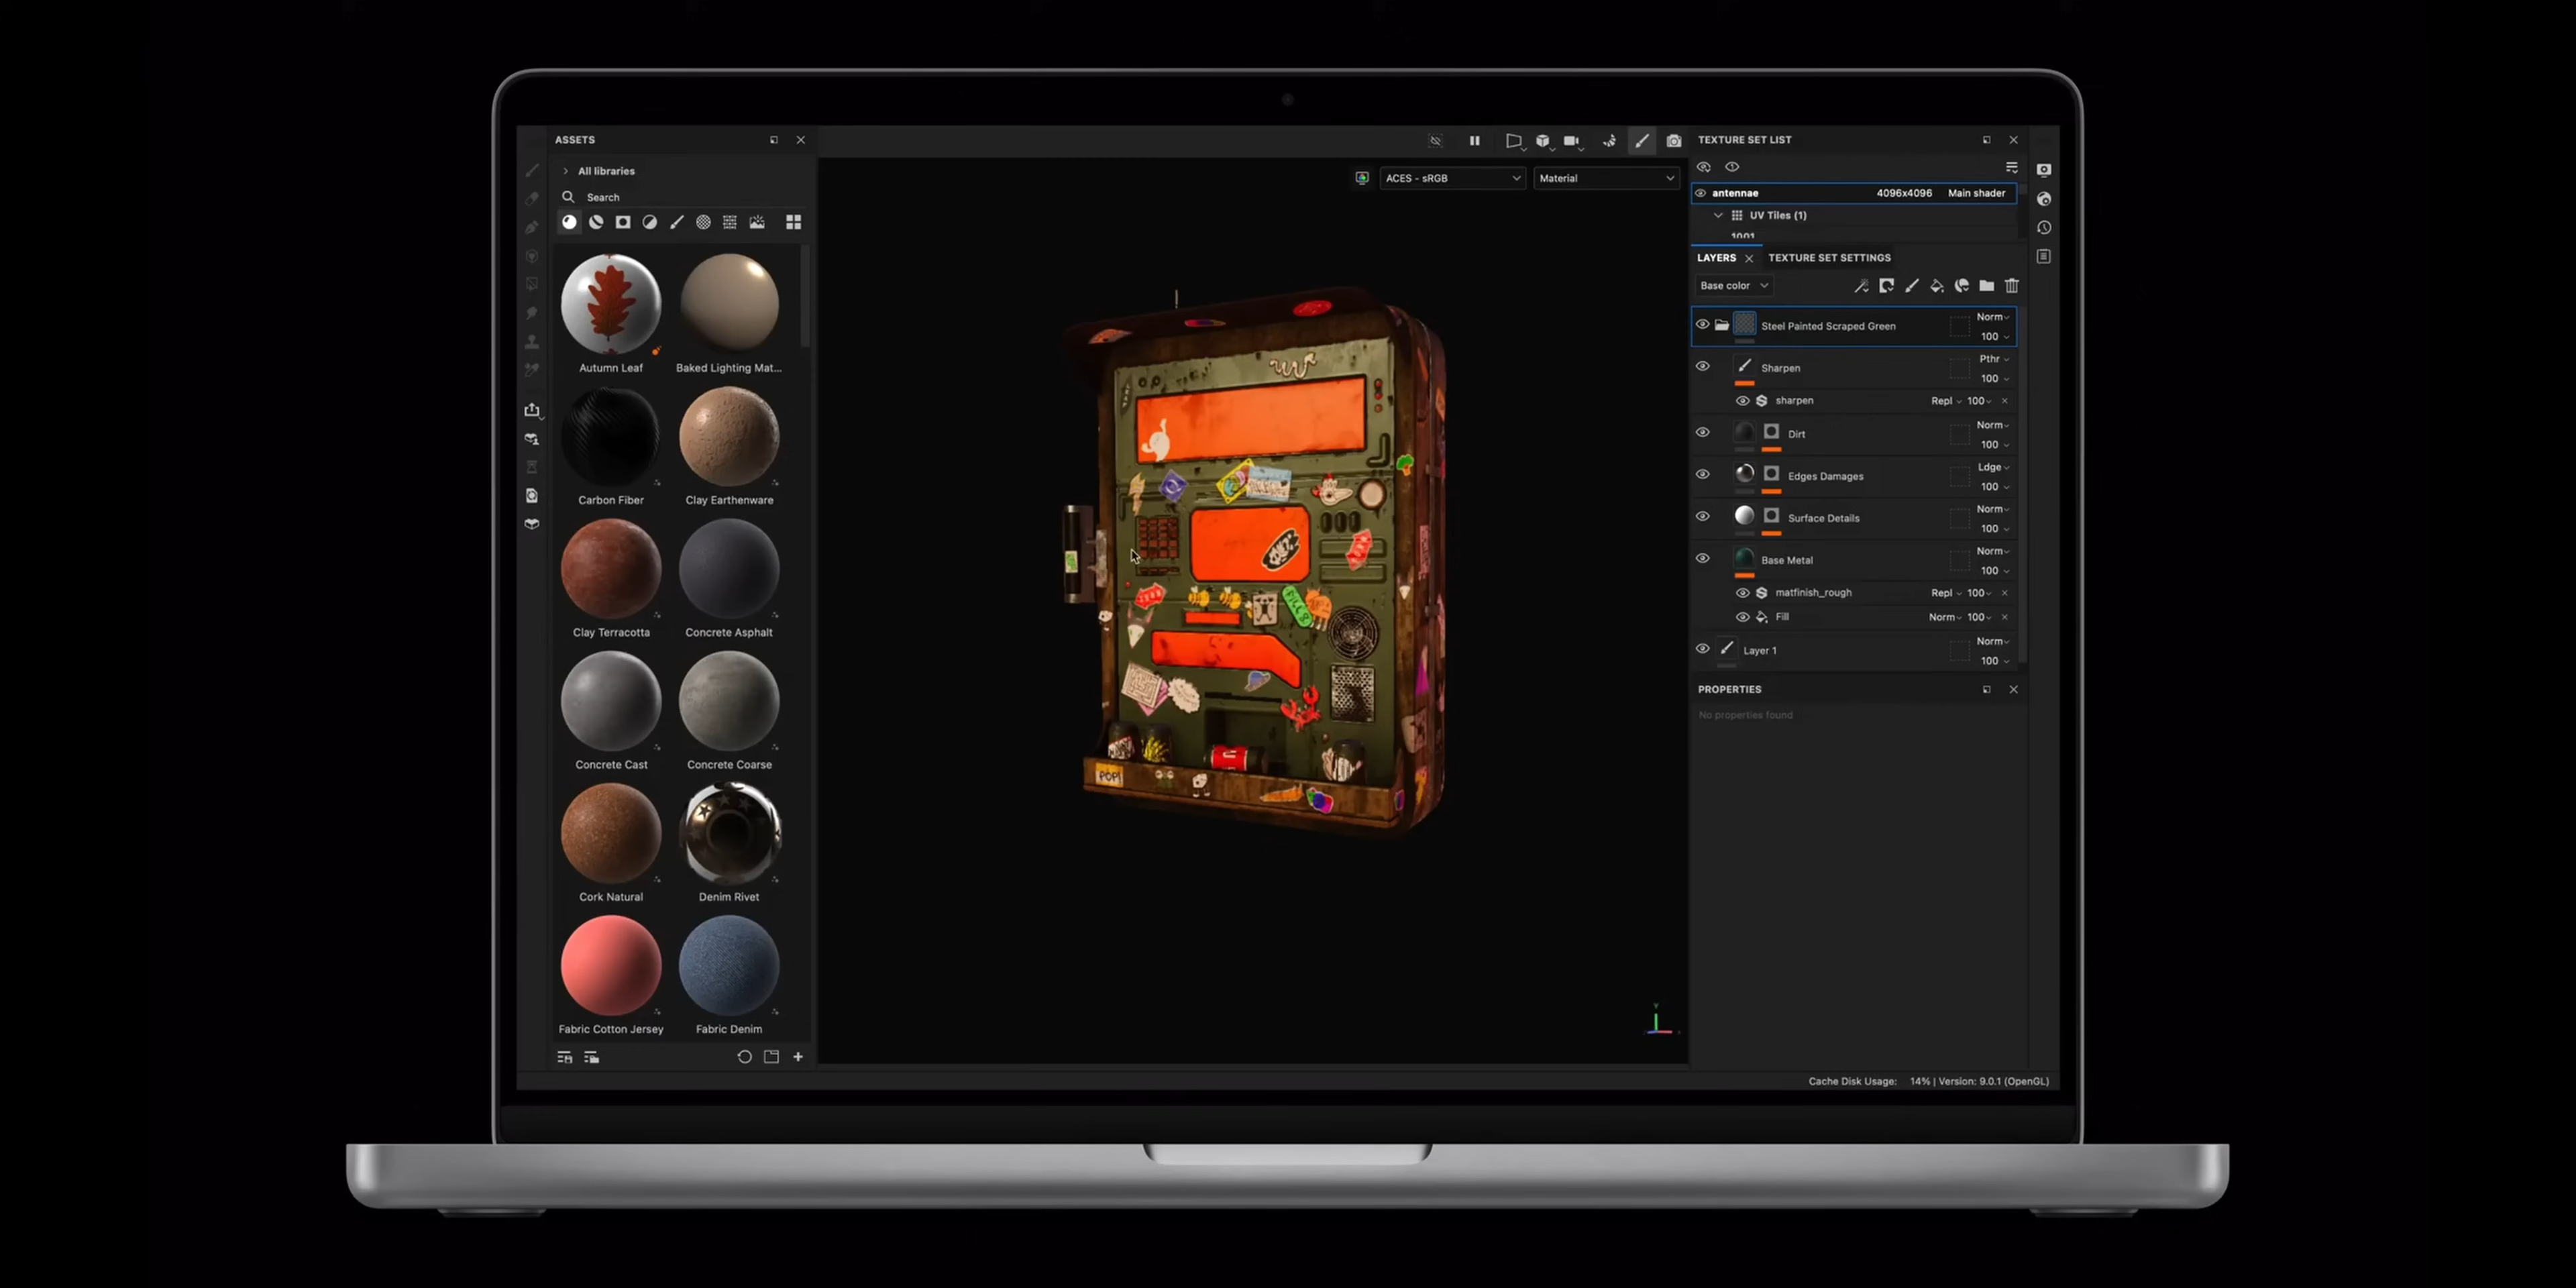 ASSETS
All libraries
Search
Autumn Leaf
Baked Lighting Mat...
Carbon Fiber
Clay Earthenware
Clay Terracotta
Concrete Asphalt
Concrete Cast
Concrete Coarse
Cork Natural
Denim Rivet
Fabric Cotton Jersey
Fabric Denim
ACES - sRGB
Material
POP!
Y
TEXTURE SET LIST
antennae 4096x4096 Main shader
UV Tiles (1)
1001
LAYERS TEXTURE SET SETTINGS
Base color
Steel Painted Scraped Green Norm
100
Sharpen Pthr
100
sharpen Repl 100
Dirt Norm
100
Edges Damages Ldge
100
Surface Details Norm
100
Base Metal Norm
100
matfinish_rough Repl 100
Fill Norm 100
Layer 1 Norm
100
PROPERTIES
No properties found
Cache Disk Usage: 14% | Version: 9.0.1 (OpenGL)